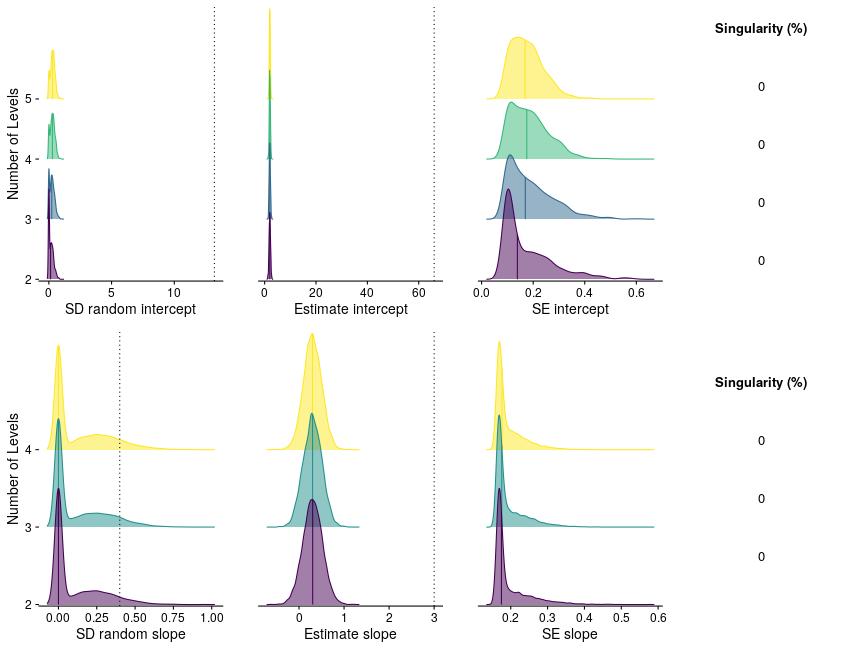 Singularity (%)
Number of Levels
5
4
3
2
0
0
0
0
0 5 10
0 20 40 60
0.0 0.2 0.4 0.6
SD random intercept
Estimate intercept
SE intercept
Singularity (%)
Number of Levels
4
3
2
0
0
0
0.00 0.25 0.50 0.75 1.00
0 1 2 3
0.2 0.3 0.4 0.5 0.6
SD random slope
Estimate slope
SE slope